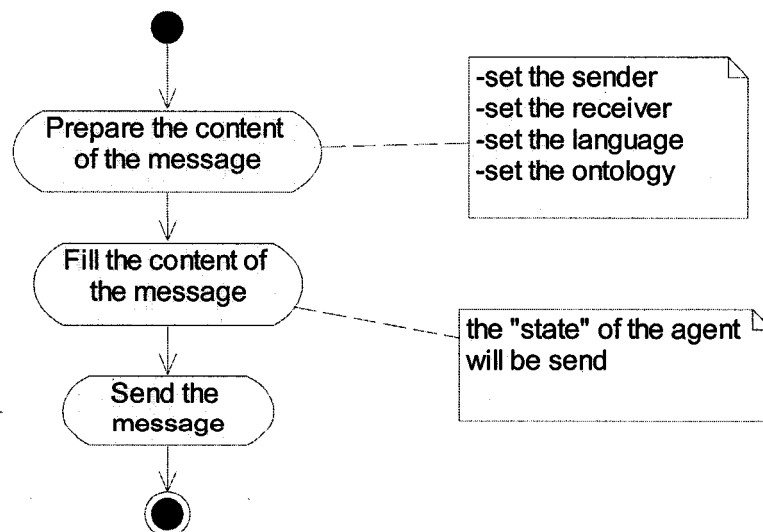 Prepare the content
of the message
-set the sender
-set the receiver
-set the language
-set the ontology
Fill the content of
the message
the "state" of the agent
will be send
Send the
message